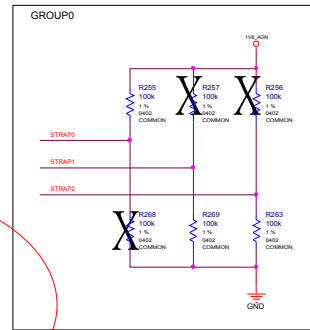 GROUP0
1V8_AON
R255
100k
1 %
0402
COMMON
R257
100k
1 %
0402
COMMON
R256
100k
1 %
0402
COMMON
STRAP0
STRAP1
STRAP2
R268
100k
1 %
0402
COMMON
R269
100k
1 %
0402
COMMON
R263
100k
1 %
0402
COMMON
GND